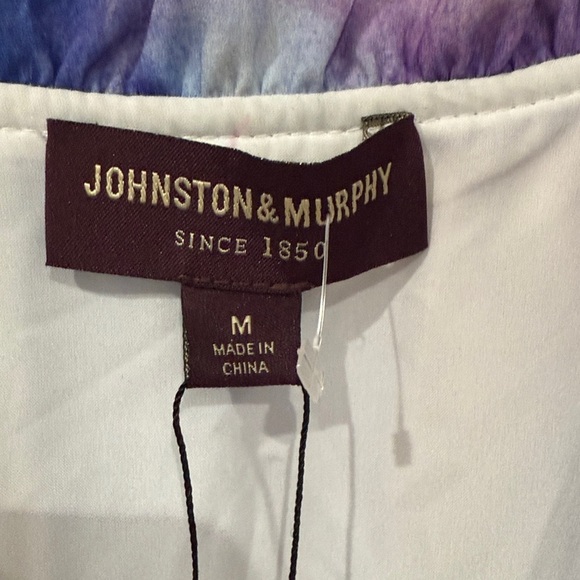 JOHNSTON & MURPHY
SINCE 1850
M
MADE IN
CHINA